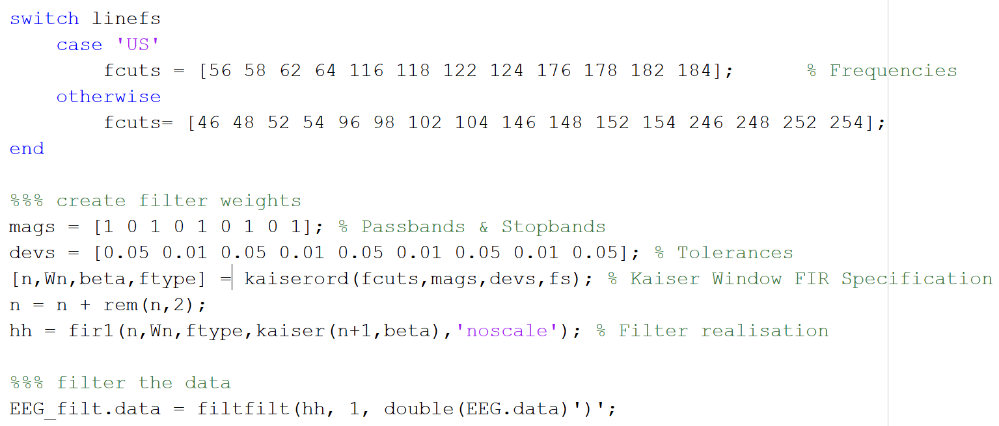 switch linefs
    case 'US'
        fcuts = [56 58 62 64 116 118 122 124 176 178 182 184];      % Frequencies
    otherwise
        fcuts= [46 48 52 54 96 98 102 104 146 148 152 154 246 248 252 254];
end
%%% create filter weights
mags = [1 0 1 0 1 0 1 0 1]; % Passbands & Stopbands
devs = [0.05 0.01 0.05 0.01 0.05 0.01 0.05 0.01 0.05]; % Tolerances
[n,Wn,beta,ftype] = kaiserord(fcuts,mags,devs,fs); % Kaiser Window FIR Specification
n = n + rem(n,2);
hh = fir1(n,Wn,ftype,kaiser(n+1,beta),'noscale'); % Filter realisation
%%% filter the data
EEG_filt.data = filtfilt(hh, 1, double(EEG.data)')';